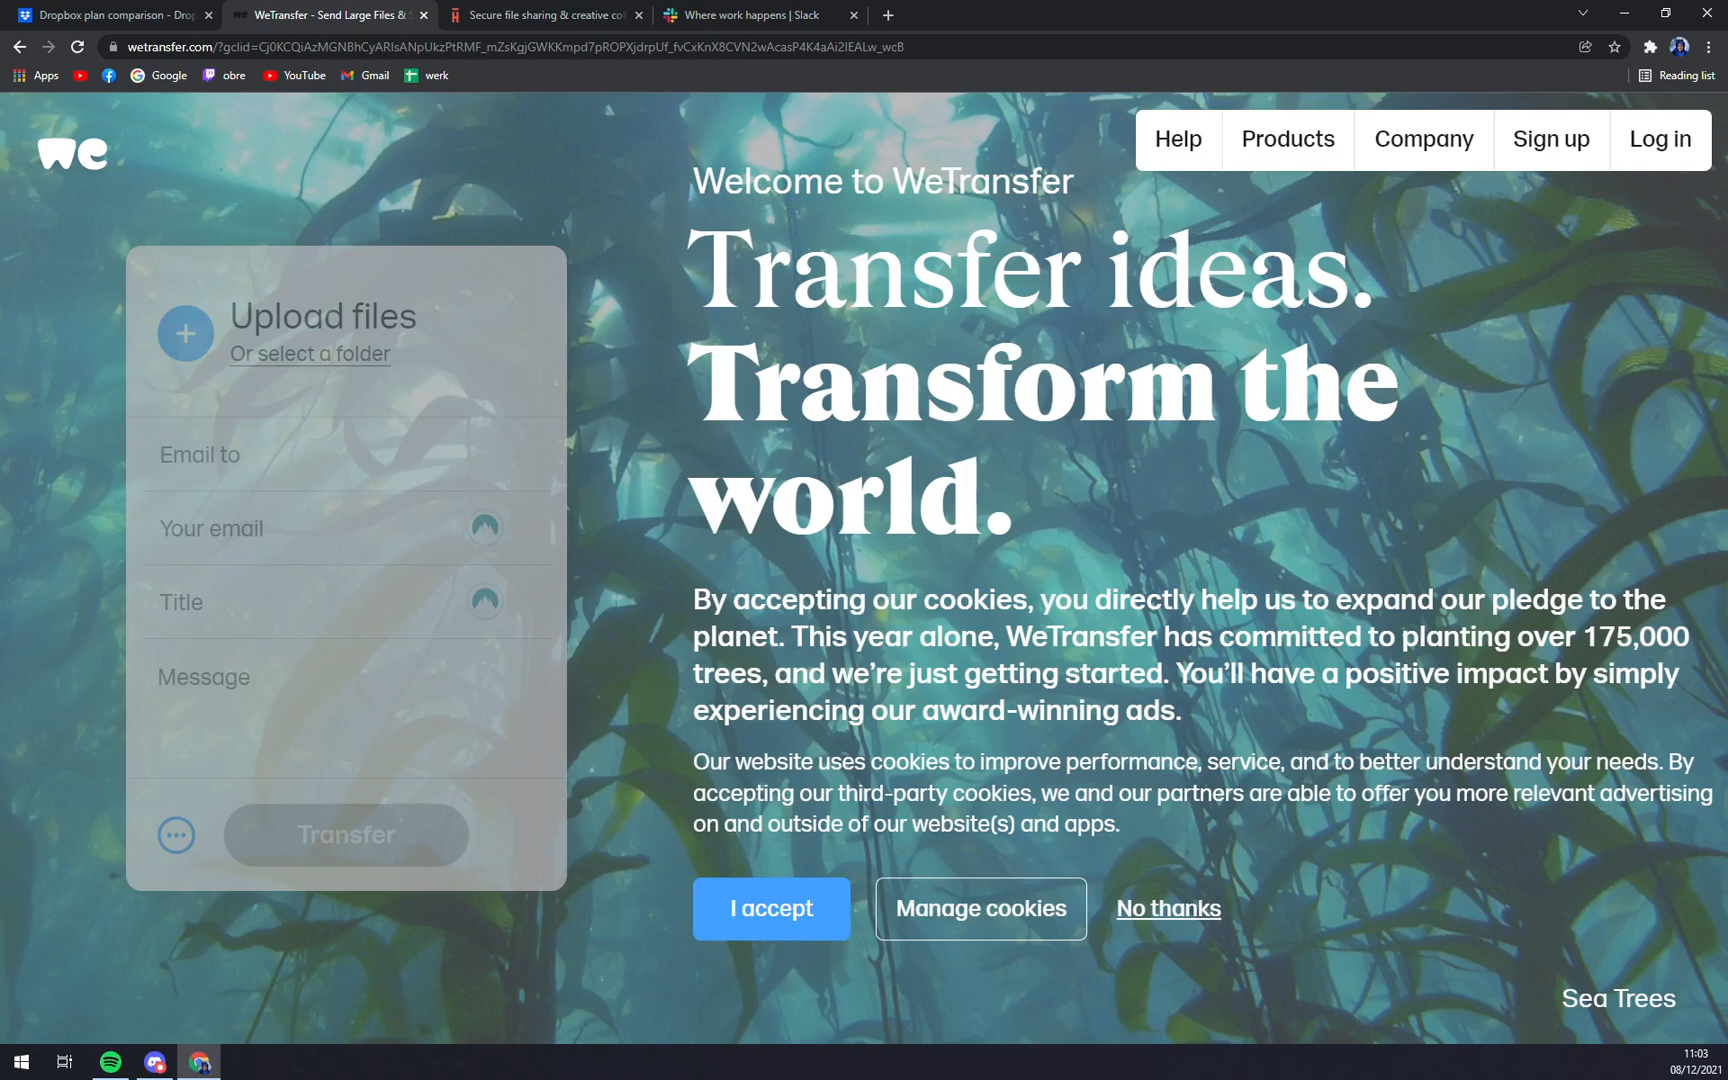 Dropbox plan comparison - Drop
WeTransfer - Send Large Files & S
Secure file sharing & creative col
Where work happens | Slack
wetransfer.com/?gclid=Cj0KCQiAzMGNBhCyARIsANpUkzPtRMF_mZsKgjGWKKmpd7pROPXjdrpUf_fvCxKnX8CVN2wAcasP4K4aAi2IEALw_wcB
Apps
Google
obre
YouTube
Gmail
werk
Reading list
we
Help
Products
Company
Sign up
Log in
Welcome to WeTransfer
Transfer ideas.
Transform the
world.
Upload files
Or select a folder
Email to
Your email
Title
Message
Transfer
By accepting our cookies, you directly help us to expand our pledge to the
planet. This year alone, WeTransfer has committed to planting over 175,000
trees, and we’re just getting started. You’ll have a positive impact by simply
experiencing our award-winning ads.
Our website uses cookies to improve performance, service, and to better understand your needs. By
accepting our third-party cookies, we and our partners are able to offer you more relevant advertising
on and outside of our website(s) and apps.
I accept
Manage cookies
No thanks
Sea Trees
11:03
08/12/2021